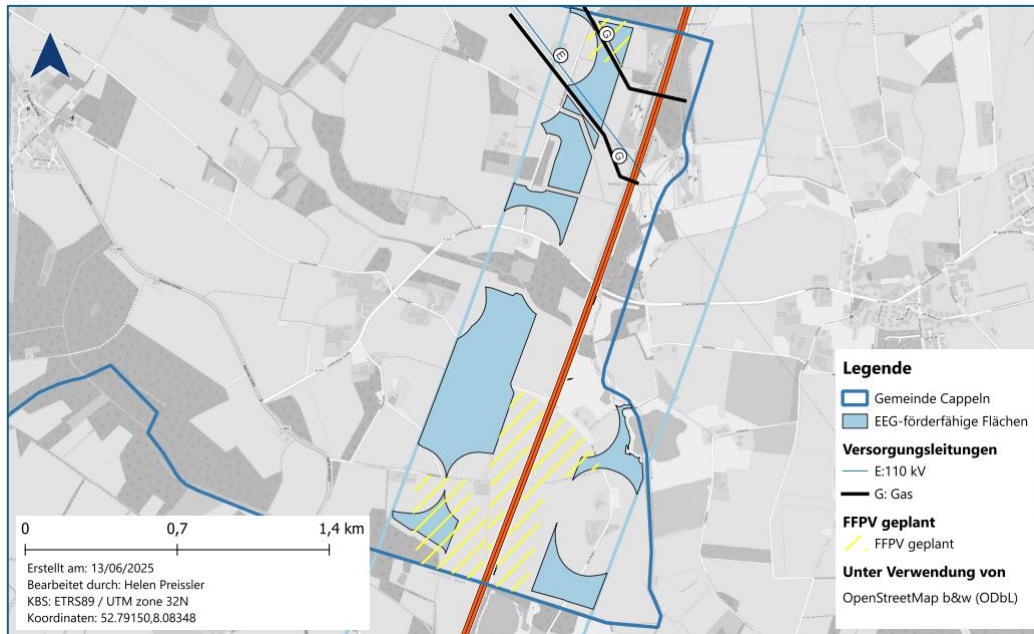 E
G
G
Legende
Gemeinde Cappeln
EEG-förderfähige Flächen
Versorgungsleitungen
E:110 kV
G: Gas
FFPV geplant
FFPV geplant
Unter Verwendung von
OpenStreetMap b&w (ODbL)
0 0,7 1,4 km
Erstellt am: 13/06/2025
Bearbeitet durch: Helen Preissler
KBS: ETRS89 / UTM zone 32N
Koordinaten: 52.79150,8.08348